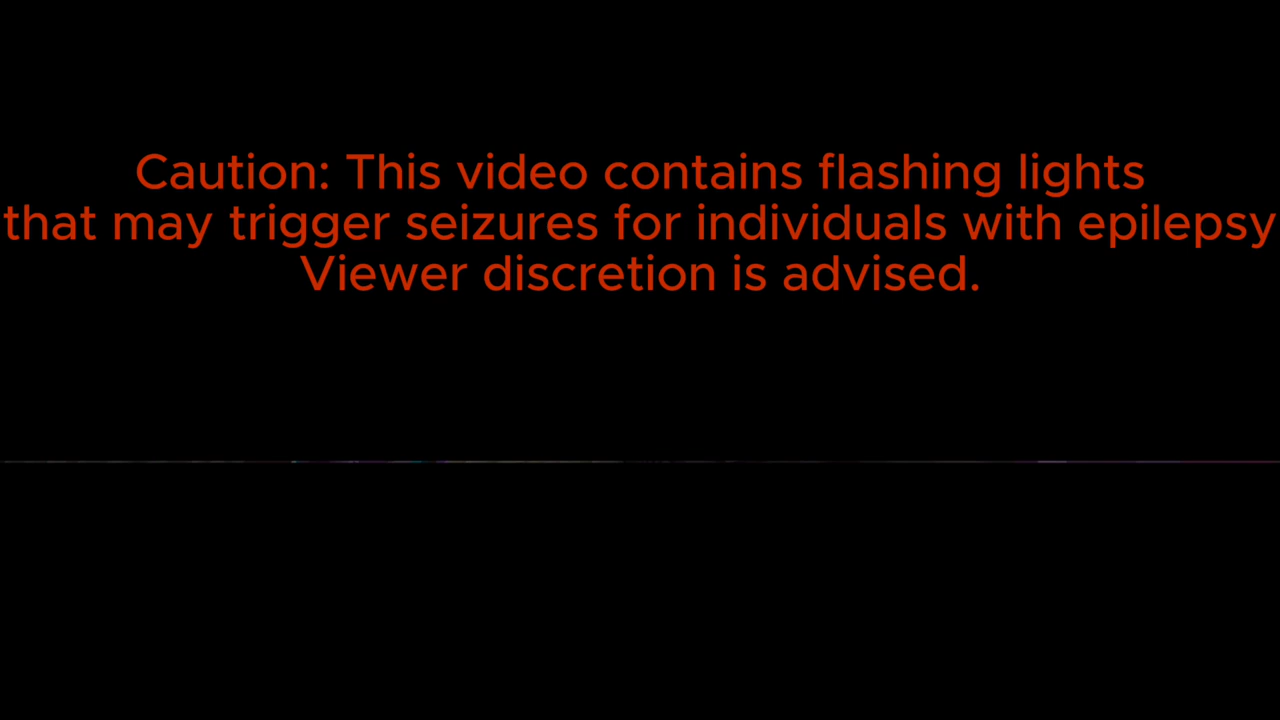 Caution: This video contains flashing lights
that may trigger seizures for individuals with epilepsy
Viewer discretion is advised.